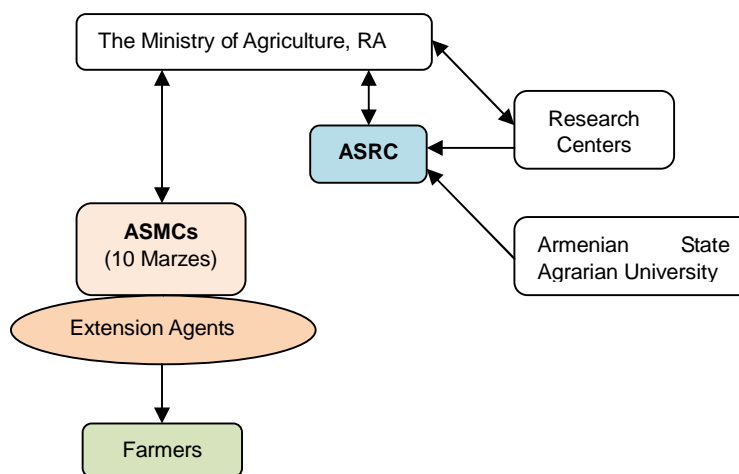 The Ministry of Agriculture, RA
ASRC
Research
Centers
ASMCs
(10 Marzes)
Armenian State
Agrarian University
Extension Agents
Farmers